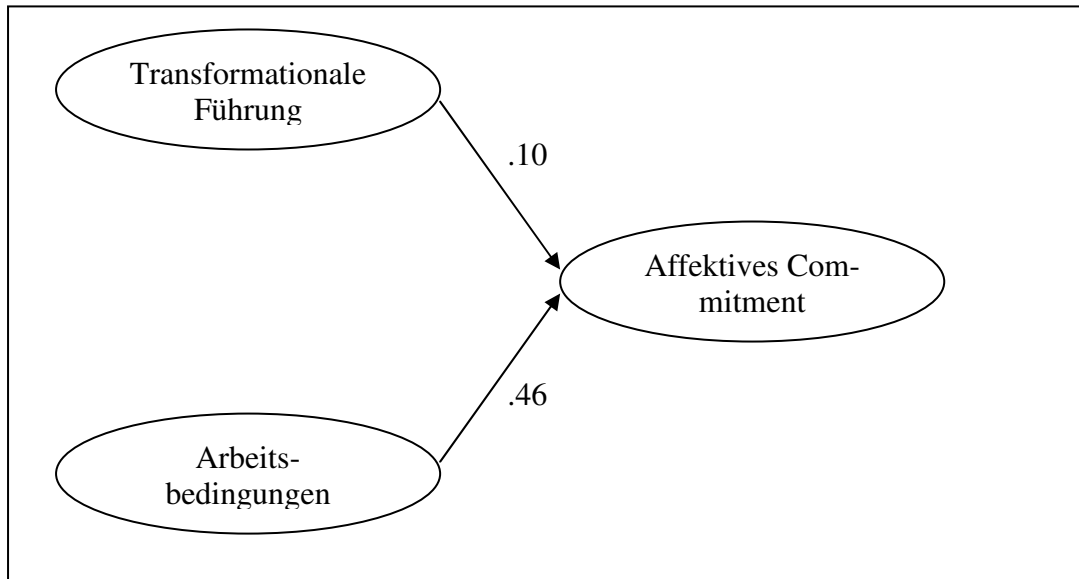 Transformationale
Führung
.10
Affektives Com-
mitment
.46
Arbeits-
bedingungen